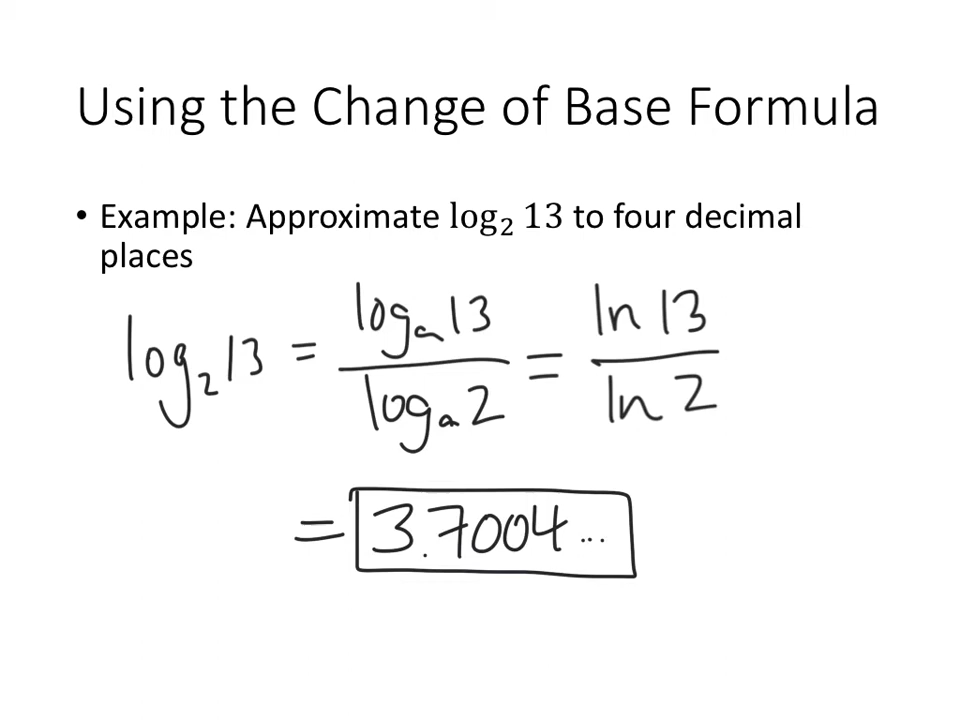 Using the Change of Base Formula
• Example: Approximate log₂ 13 to four decimal
places
log₂13 = logₐ13 / logₐ2 = ln 13 / ln 2
= 3.7004...